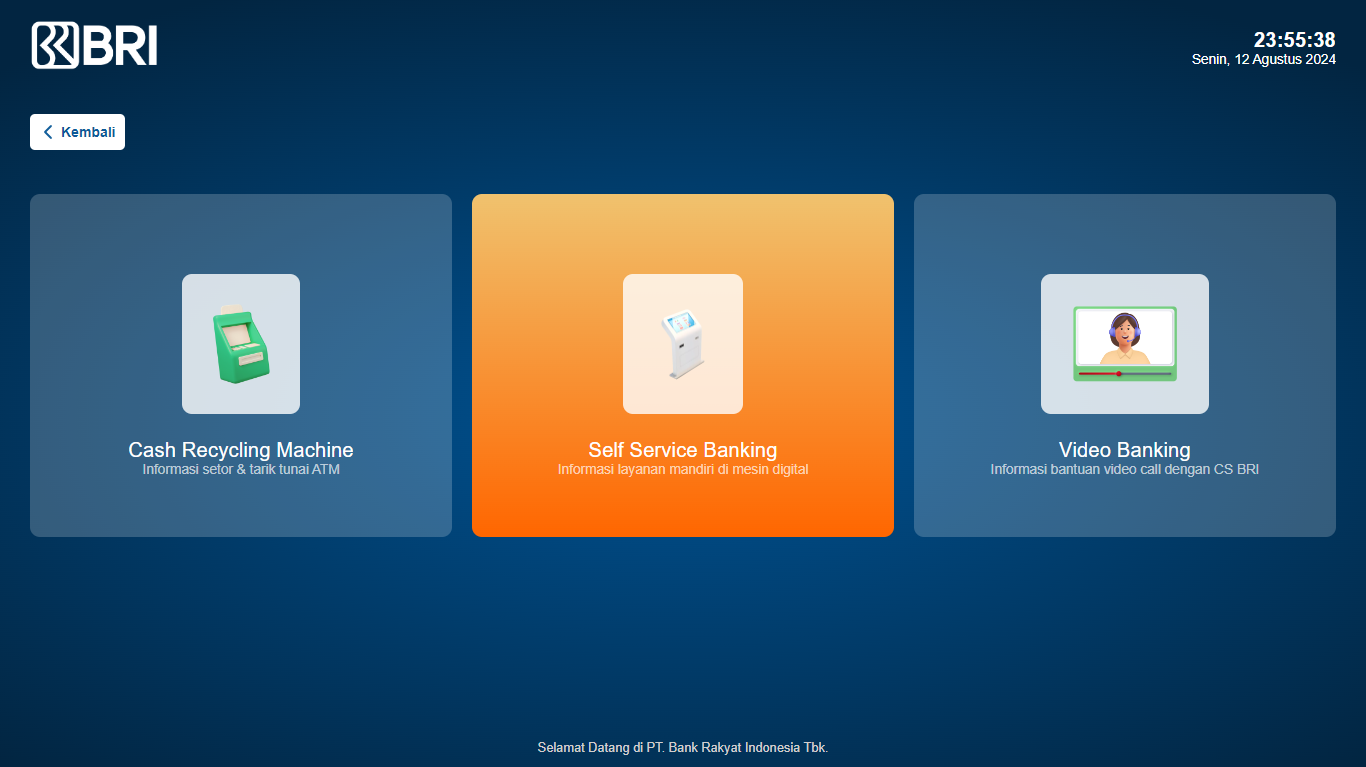 BRI
23:55:38
Senin, 12 Agustus 2024
Kembali
Cash Recycling Machine
Informasi setor & tarik tunai ATM
Self Service Banking
Informasi layanan mandiri di mesin digital
Video Banking
Informasi bantuan video call dengan CS BRI
Selamat Datang di PT. Bank Rakyat Indonesia Tbk.